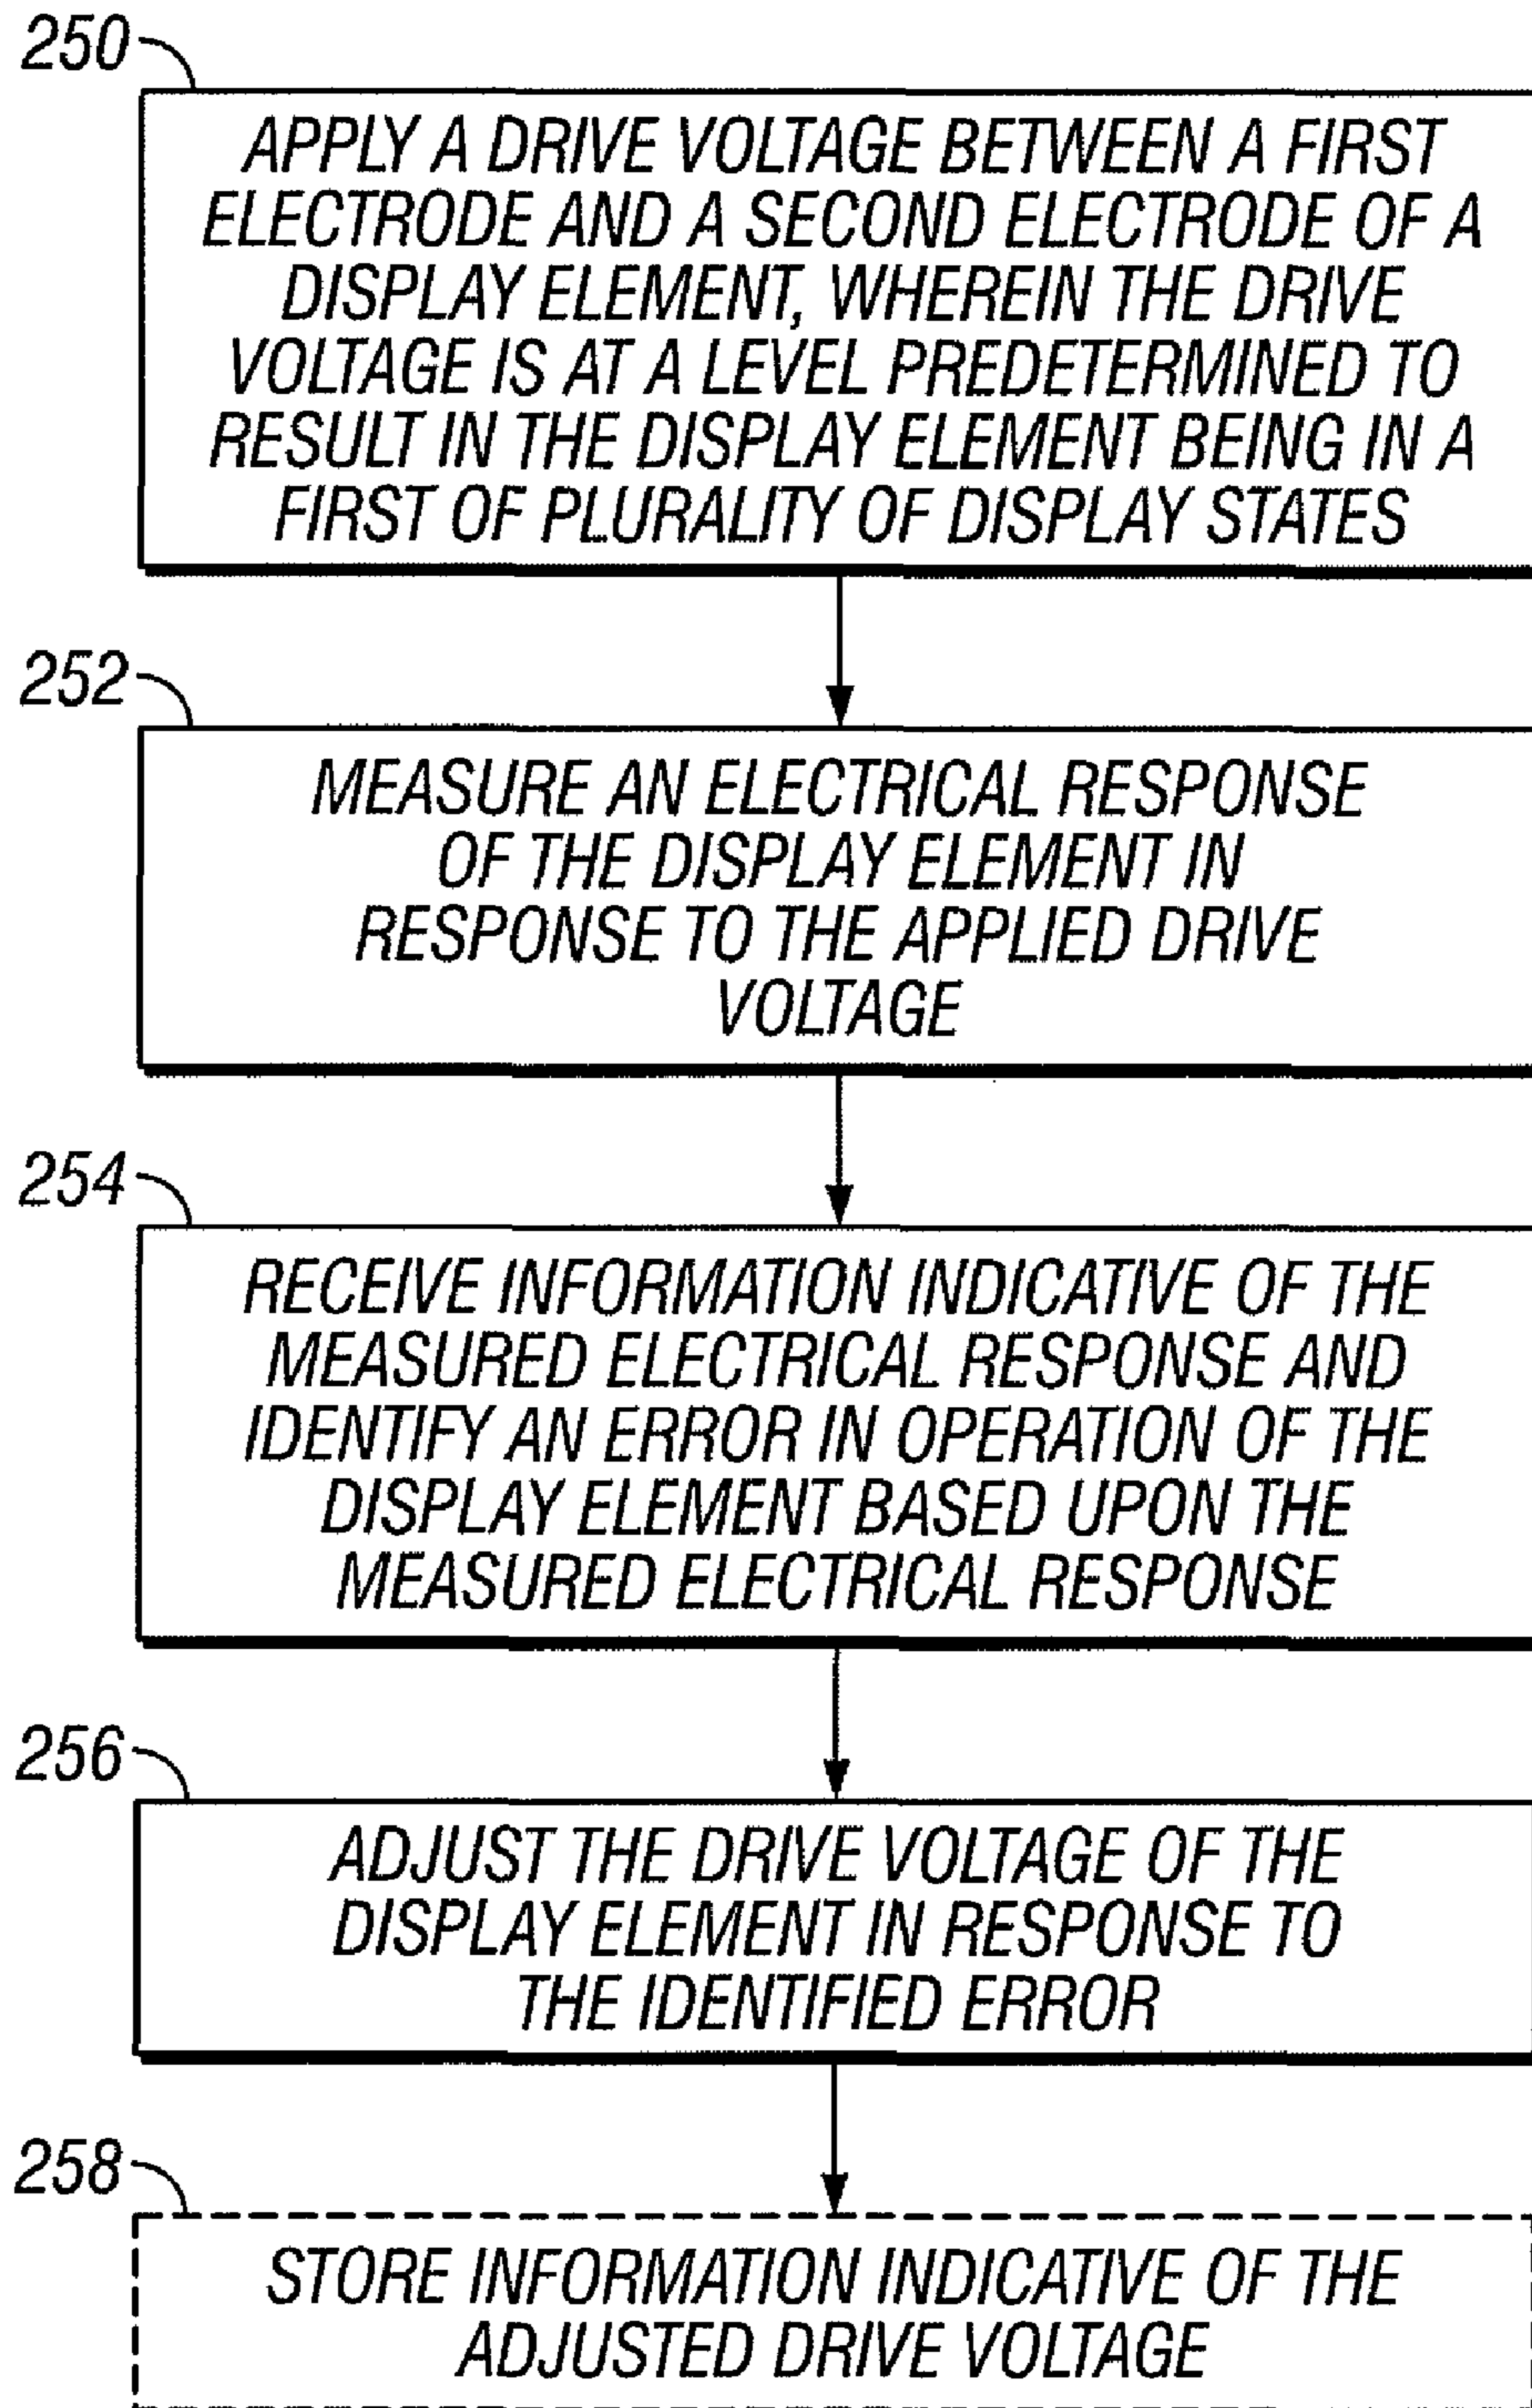 250
APPLY A DRIVE VOLTAGE BETWEEN A FIRST
ELECTRODE AND A SECOND ELECTRODE OF A
DISPLAY ELEMENT, WHEREIN THE DRIVE
VOLTAGE IS AT A LEVEL PREDETERMINED TO
RESULT IN THE DISPLAY ELEMENT BEING IN A
FIRST OF PLURALITY OF DISPLAY STATES
252
MEASURE AN ELECTRICAL RESPONSE
OF THE DISPLAY ELEMENT IN
RESPONSE TO THE APPLIED DRIVE
VOLTAGE
254
RECEIVE INFORMATION INDICATIVE OF THE
MEASURED ELECTRICAL RESPONSE AND
IDENTIFY AN ERROR IN OPERATION OF THE
DISPLAY ELEMENT BASED UPON THE
MEASURED ELECTRICAL RESPONSE
256
ADJUST THE DRIVE VOLTAGE OF THE
DISPLAY ELEMENT IN RESPONSE TO
THE IDENTIFIED ERROR
258
STORE INFORMATION INDICATIVE OF THE
ADJUSTED DRIVE VOLTAGE